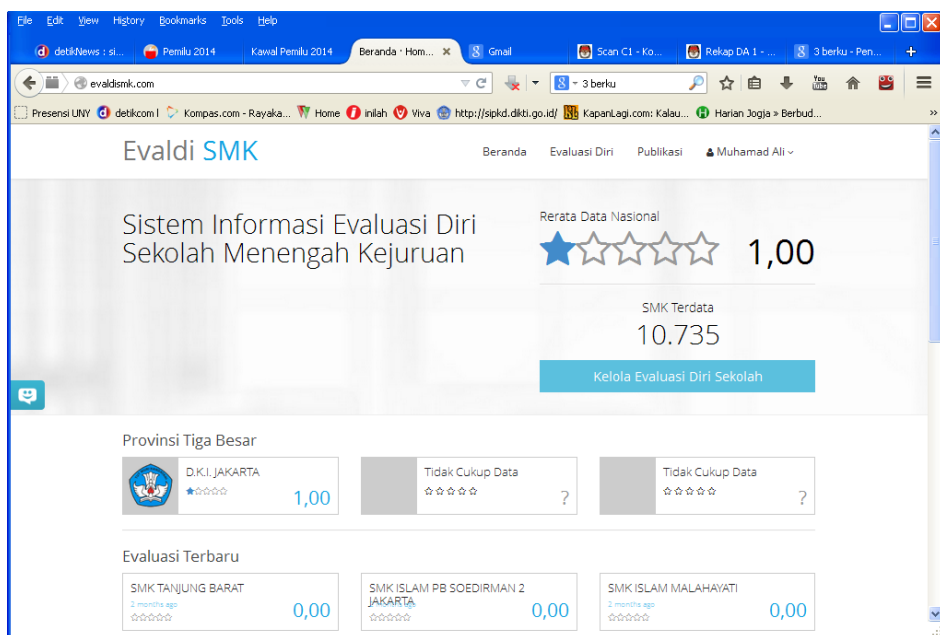 File Edit View History Bookmarks Tools Help
detikNews : si... Pemilu 2014 Kawal Pemilu 2014 Beranda · Hom... Gmail Scan C1 - Ko... Rekap DA 1 - ... 3 berku - Pen...
evaldismk.com 3 berku
Presensi UNY detikcom | Kompas.com - Rayaka... Home inilah Viva http://sipkd.dikti.go.id/ KapanLagi.com: Kalau... Harian Jogja » Berbud... »
Evaldi SMK Beranda Evaluasi Diri Publikasi Muhamad Ali
Sistem Informasi Evaluasi Diri
Sekolah Menengah Kejuruan
Rerata Data Nasional
1,00
SMK Terdata
10.735
Kelola Evaluasi Diri Sekolah
Provinsi Tiga Besar
D.K.I. JAKARTA
1,00
Tidak Cukup Data
?
Tidak Cukup Data
?
Evaluasi Terbaru
SMK TANJUNG BARAT
2 months ago
0,00
SMK ISLAM PB SOEDIRMAN 2
JAKARTA
0,00
SMK ISLAM MALAHAYATI
2 months ago
0,00